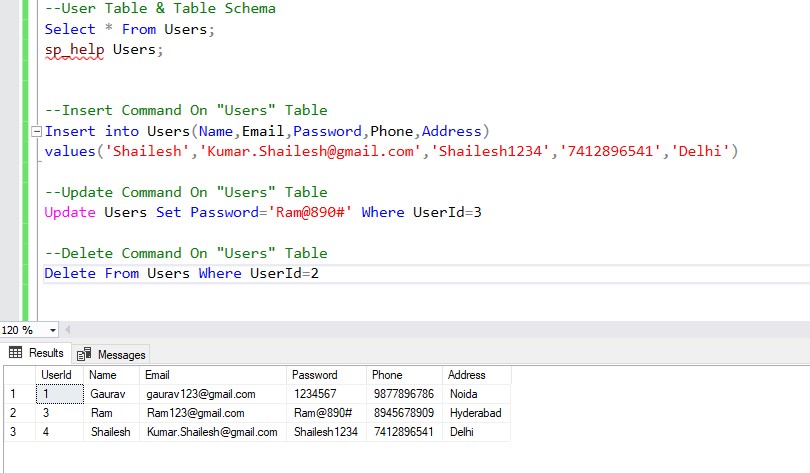 --User Table & Table Schema
Select * From Users;
sp_help Users;
--Insert Command On "Users" Table
Insert into Users(Name,Email,Password,Phone,Address)
values('Shailesh','Kumar.Shailesh@gmail.com','Shailesh1234','7412896541','Delhi')
--Update Command On "Users" Table
Update Users Set Password='Ram@890#' Where UserId=3
--Delete Command On "Users" Table
Delete From Users Where UserId=2
120 %
Results Messages
UserId Name Email Password Phone Address
1 1 Gaurav gaurav123@gmail.com 1234567 9877896786 Noida
2 3 Ram Ram123@gmail.com Ram@890# 8945678909 Hyderabad
3 4 Shailesh Kumar.Shailesh@gmail.com Shailesh1234 7412896541 Delhi